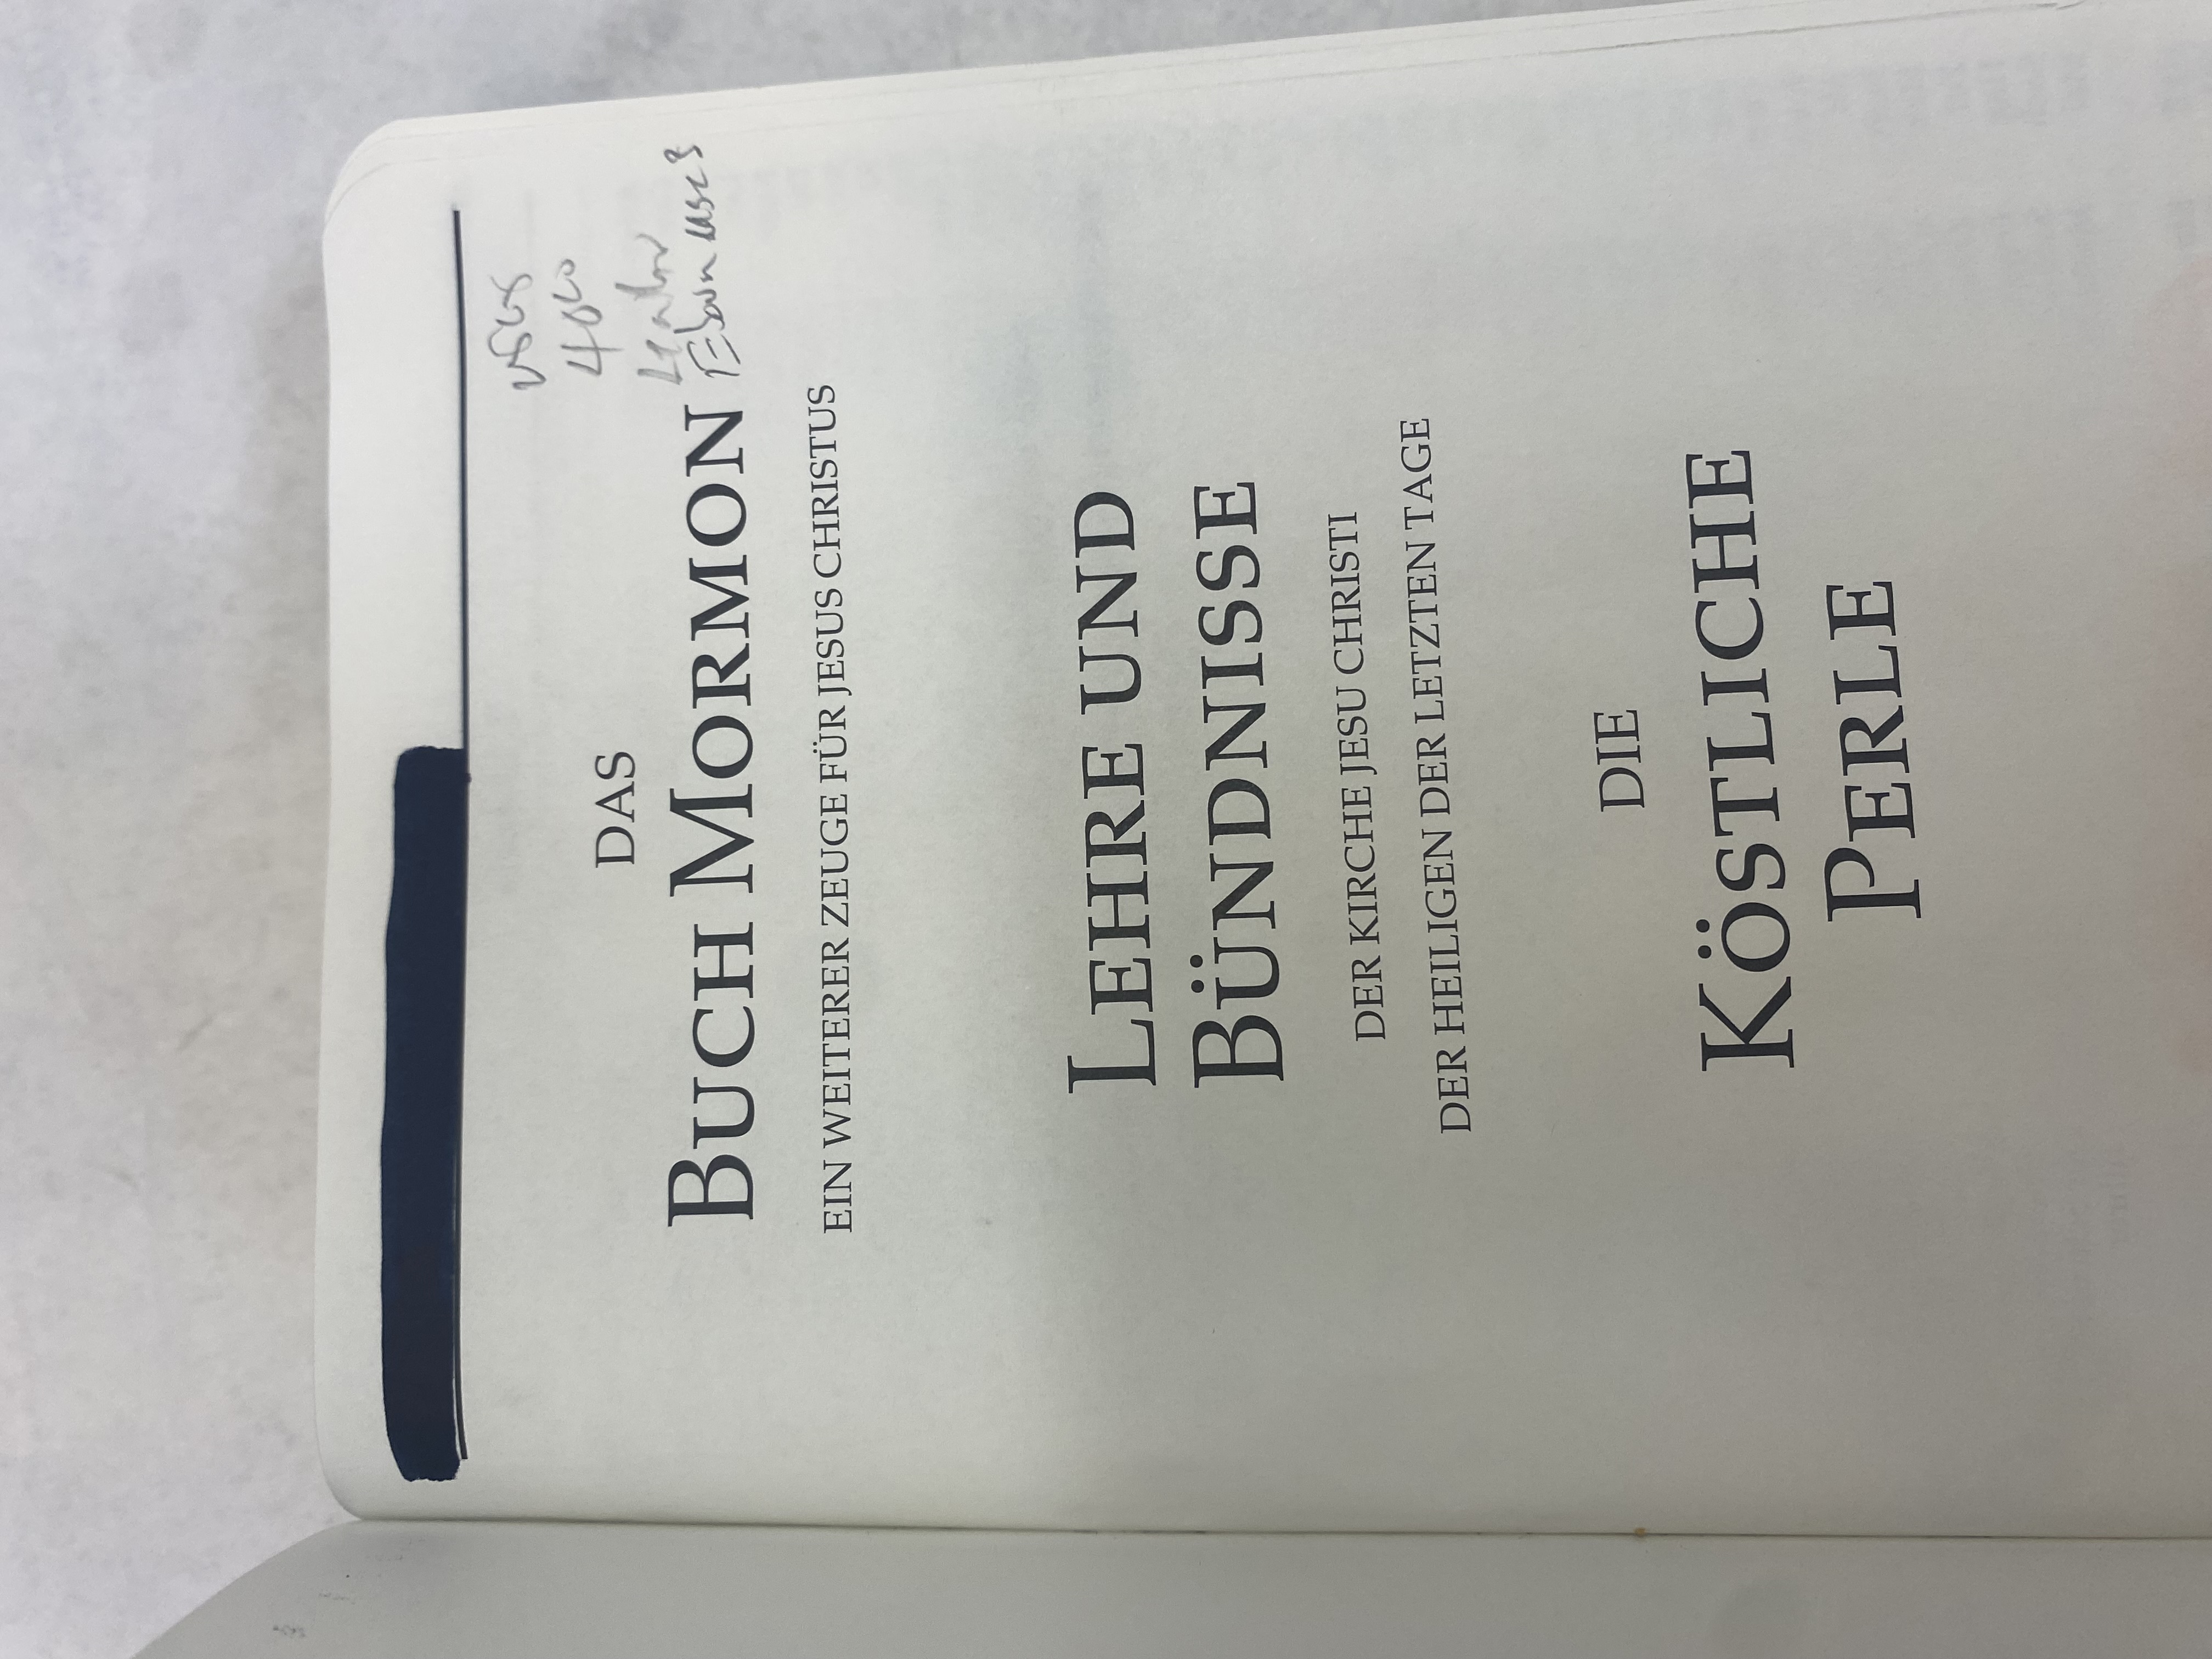 DAS
BUCH MORMON
EIN WEITERER ZEUGE FÜR JESUS CHRISTUS
LEHRE UND
BÜNDNISSE
DER KIRCHE JESU CHRISTI
DER HEILIGEN DER LETZTEN TAGE
DIE
KÖSTLICHE
PERLE